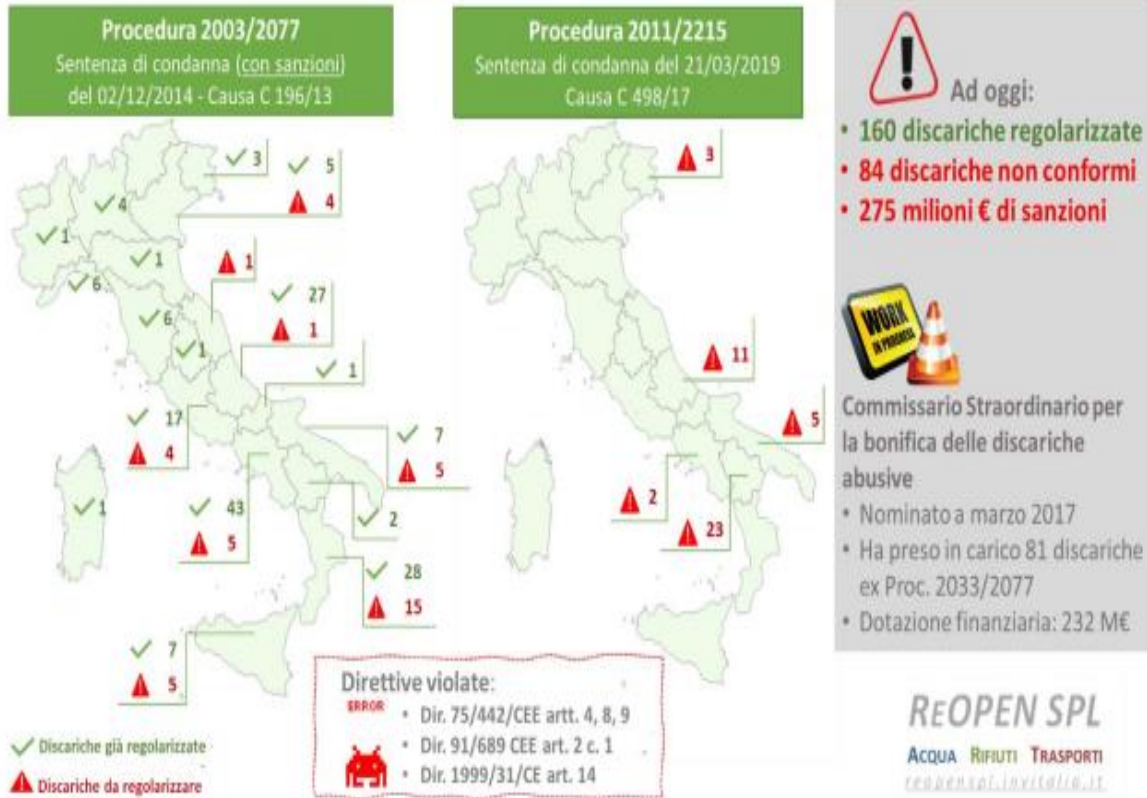 Procedura 2003/2077
Sentenza di condanna (con sanzioni)
del 02/12/2014 - Causa C 196/13
3
5
4
4
1
1
1
6
27
6
1
1
1
17
4
7
5
1
43
5
2
28
15
7
5
Discariche già regolarizzate
Discariche da regolarizzare
Procedura 2011/2215
Sentenza di condanna del 21/03/2019
Causa C 498/17
3
11
5
2
23
Direttive violate:
ERROR
• Dir. 75/442/CEE artt. 4, 8, 9
• Dir. 91/689 CEE art. 2 c. 1
• Dir. 1999/31/CE art. 14
Ad oggi:
• 160 discariche regolarizzate
• 84 discariche non conformi
• 275 milioni € di sanzioni
WORK
IN PROGRESS
Commissario Straordinario per
la bonifica delle discariche
abusive
• Nominato a marzo 2017
• Ha preso in carico 81 discariche
ex Proc. 2033/2077
• Dotazione finanziaria: 232 M€
REOPEN SPL
ACQUA RIFIUTI TRASPORTI
reopenspl.invitalia.it